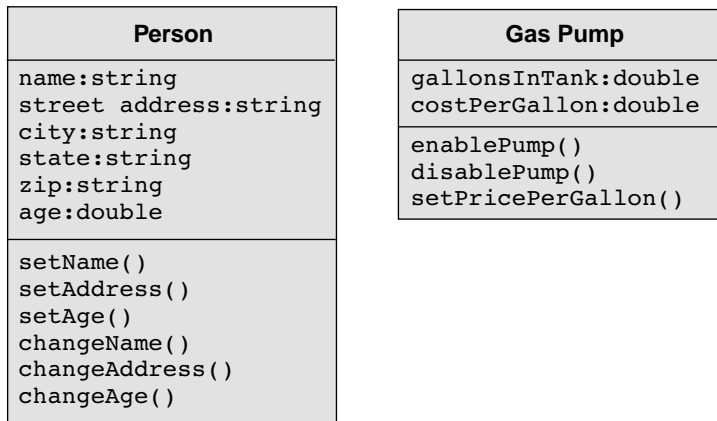 Person
name:string
street address:string
city:string
state:string
zip:string
age:double
setName()
setAddress()
setAge()
changeName()
changeAddress()
changeAge()
Gas Pump
gallonsInTank:double
costPerGallon:double
enablePump()
disablePump()
setPricePerGallon()